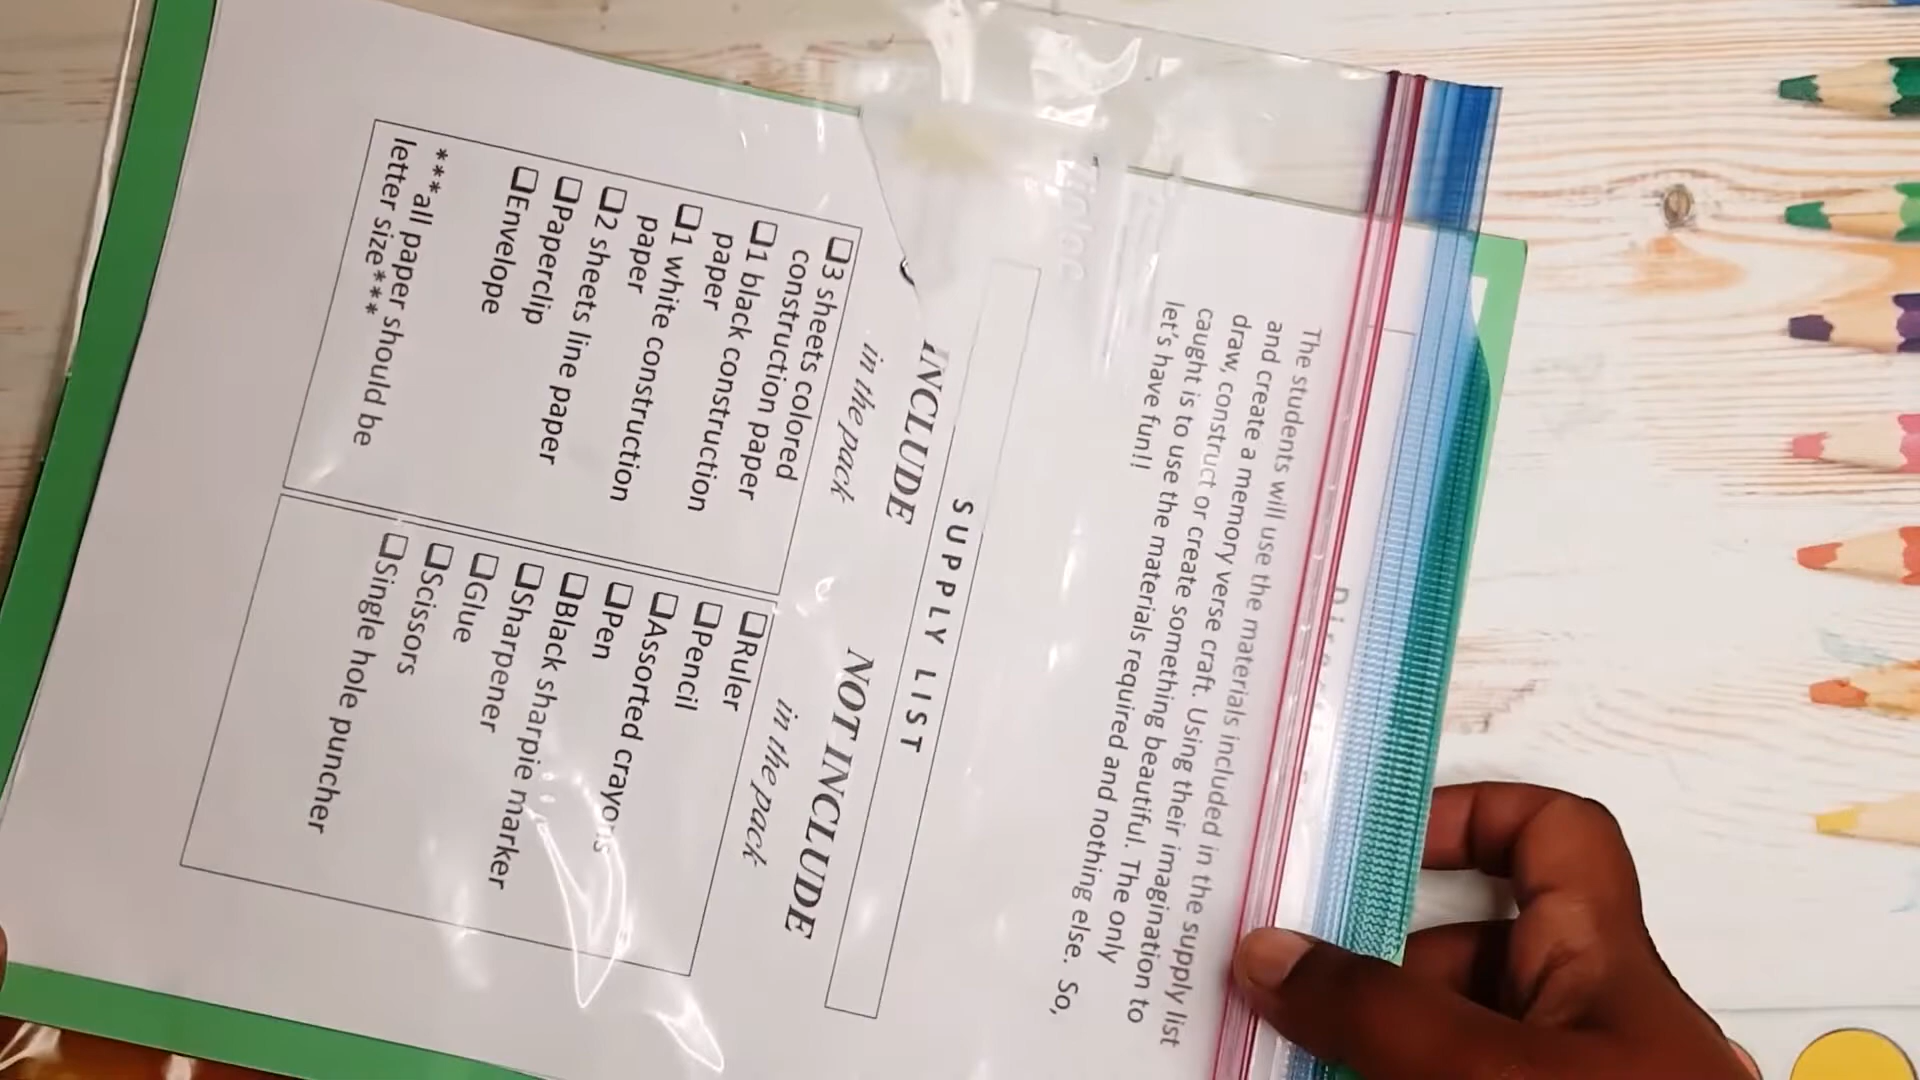 The students will use the materials included in the supply list
and create a memory verse craft. Using their imagination to
draw, construct or create something beautiful. The only
caught is to use the materials required and nothing else. So,
let's have fun!!
SUPPLY LIST
INCLUDE
in the pack
❑3 sheets colored
construction paper
❑1 black construction
paper
❑1 white construction
paper
❑2 sheets line paper
❑Paperclip
❑Envelope
***all paper should be
letter size***
NOT INCLUDE
in the pack
❑Ruler
❑Pencil
❑Assorted crayons
❑Pen
❑Black sharpie marker
❑Sharpener
❑Glue
❑Scissors
❑Single hole puncher
Ziploc